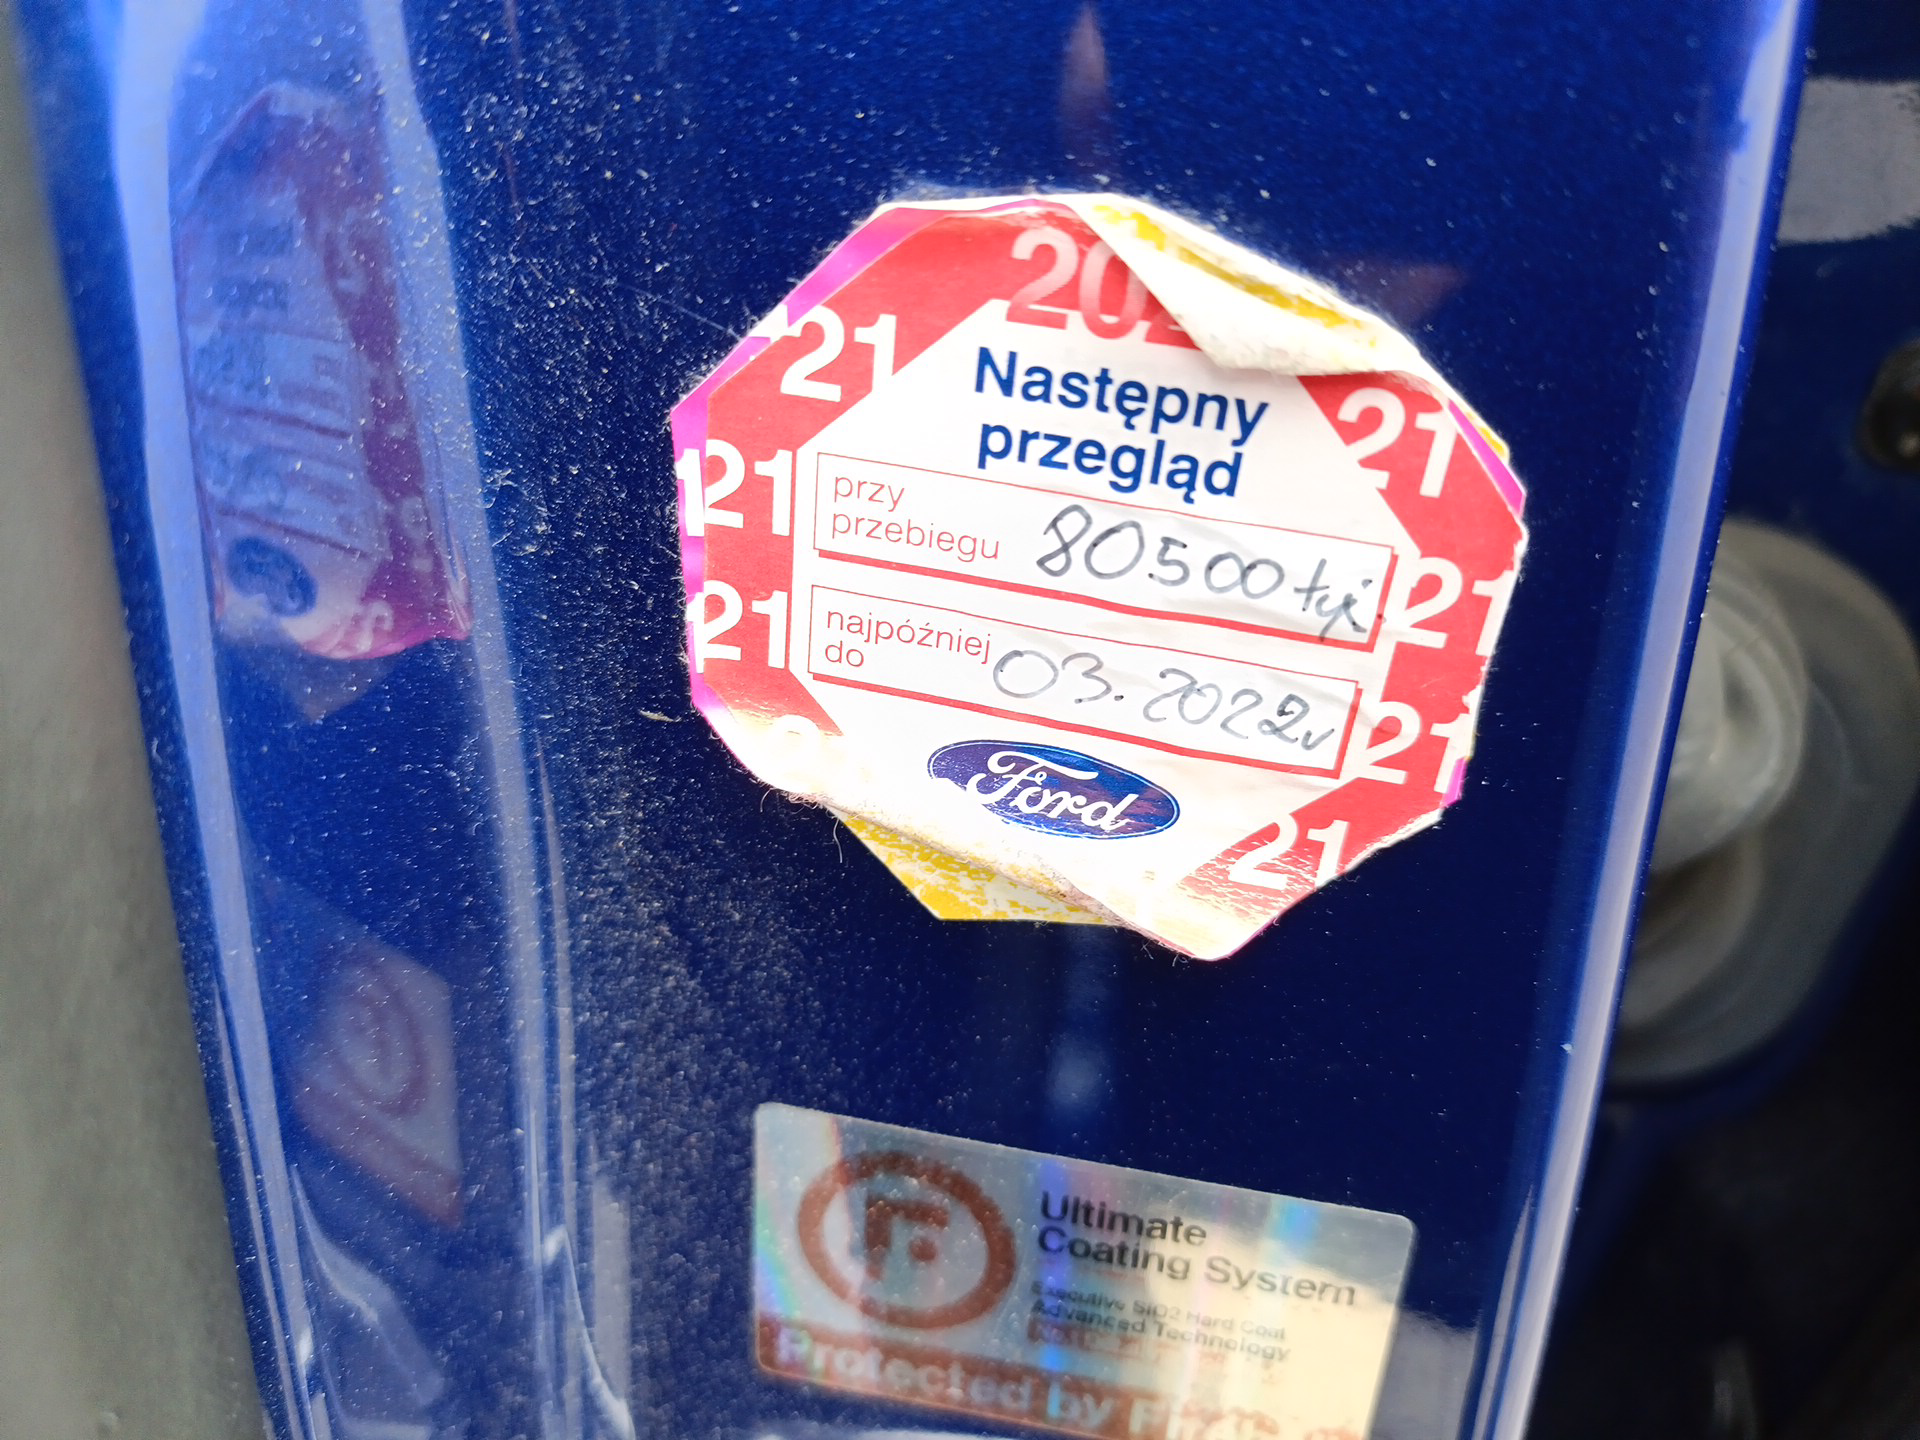 21
21
21
21
21
21
21
21
Następny
przegląd
przy
przebiegu 80500 tyś
najpóźniej
do 03.2022r
Ford
Ultimate
Coating System
Executive SiO2 Hard Coat
Advanced Technology
Protected by